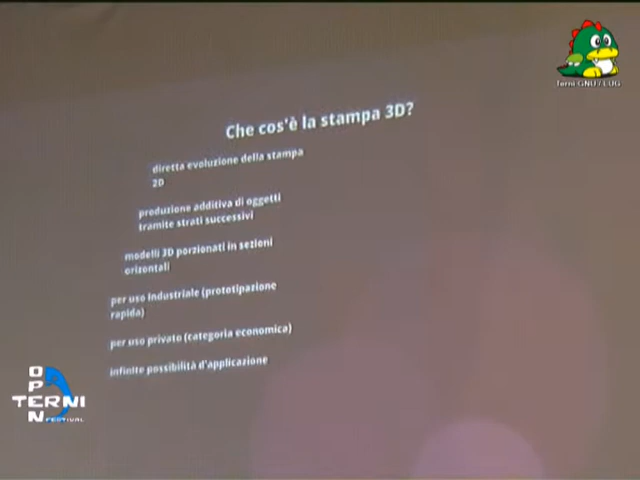 Terni GNU / LUG
Che cos'è la stampa 3D?
diretta evoluzione della stampa
2D
produzione additiva di oggetti
tramite strati successivi
modelli 3D porzionati in sezioni
orizontali
per uso industriale (prototipazione
rapida)
per uso privato (categoria economica)
infinite possibilità d'applicazione
OPEN
TERNI
FESTIVAL